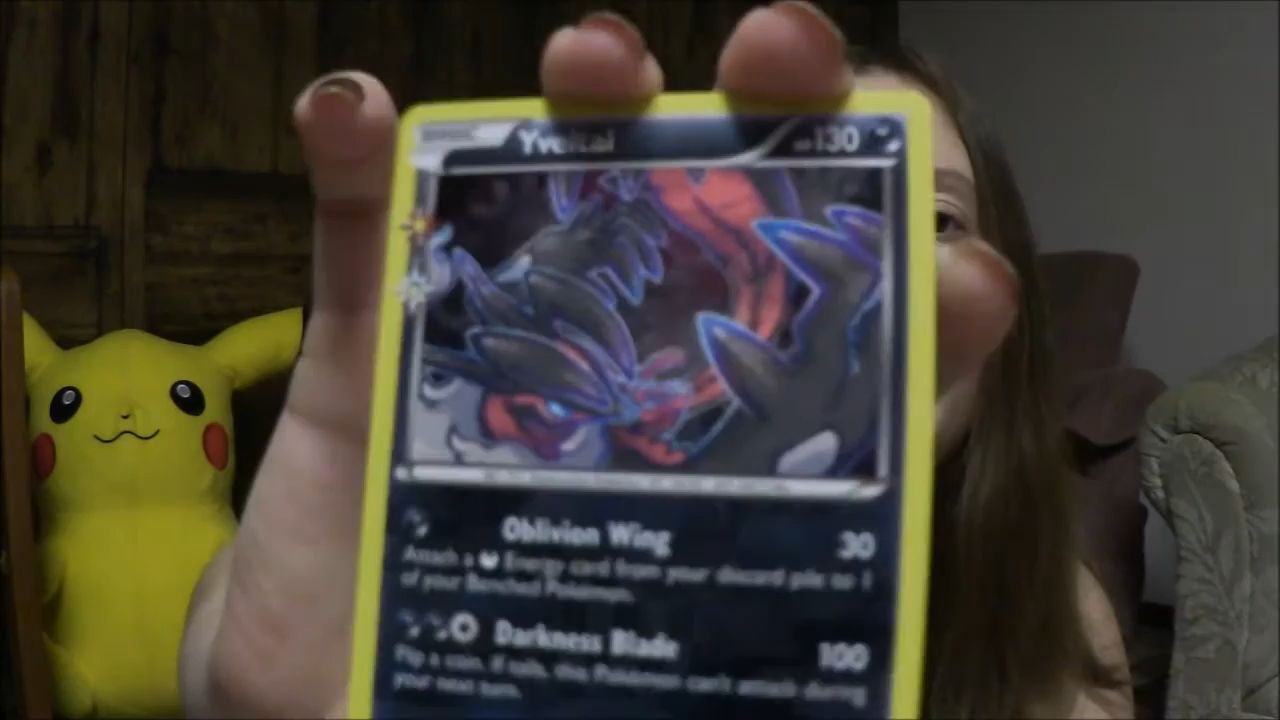 Yveltal HP130
Oblivion Wing 30
Attach a Energy card from your discard pile to 1
of your Benched Pokémon.
Darkness Blade 100
Flip a coin. If tails, this Pokémon can't attack during
your next turn.